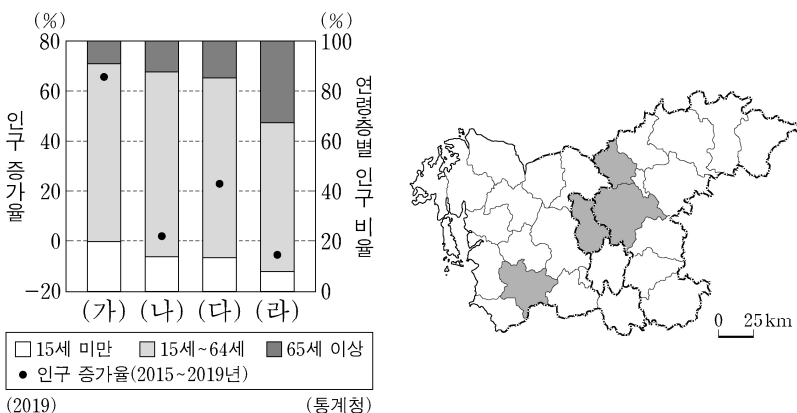 (%) (%)
80 100
60 80
40 60
20 40
0 20
-20 0
인구 증가율
연령층별 인구 비율
(가) (나) (다) (라)
□ 15세 미만 15세~64세 65세 이상
● 인구 증가율(2015~2019년)
(2019) (통계청)
0 25km